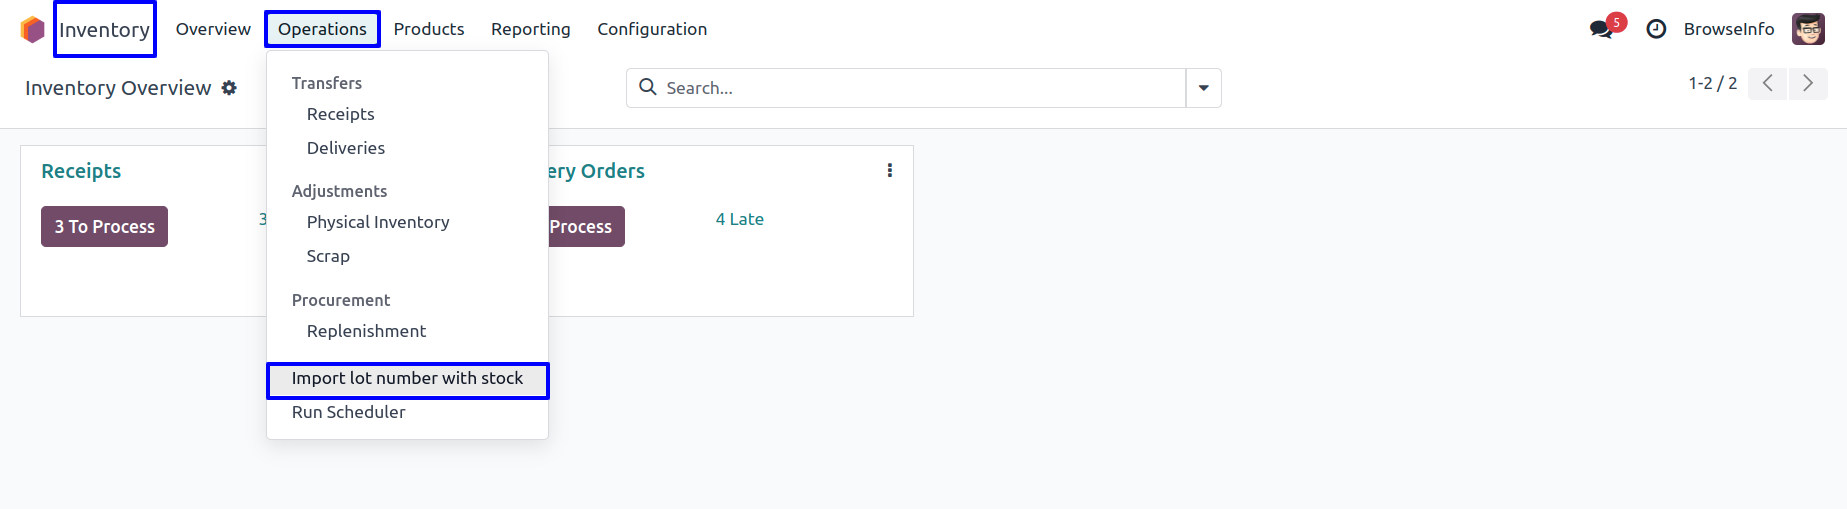 Inventory Overview Operations Products Reporting Configuration 5 BrowseInfo
Inventory Overview Search... 1-2 / 2
Transfers
Receipts
Deliveries
Adjustments
Physical Inventory
Scrap
Procurement
Replenishment
Import lot number with stock
Run Scheduler
Receipts
3 To Process 3
ery Orders
Process 4 Late